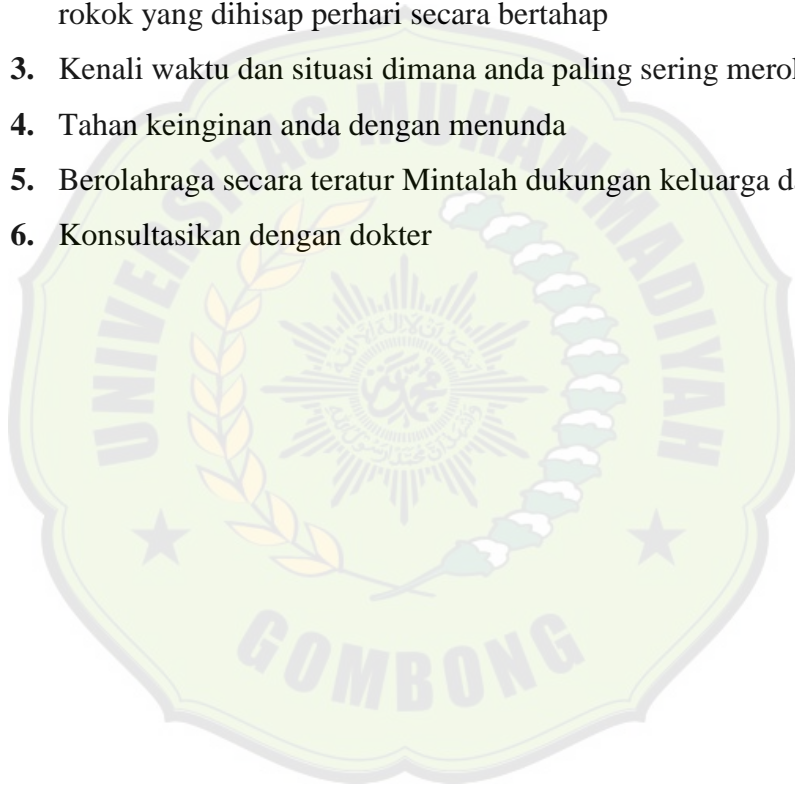 rokok yang dihisap perhari secara bertahap
3. Kenali waktu dan situasi dimana anda paling sering
4. Tahan keinginan anda dengan menunda
5. Berolahraga secara teratur Mintalah dukungan keluarga
6. Konsultasikan dengan dokter
UNIVERSITAS MUHAMMADIYAH
GOMBONG